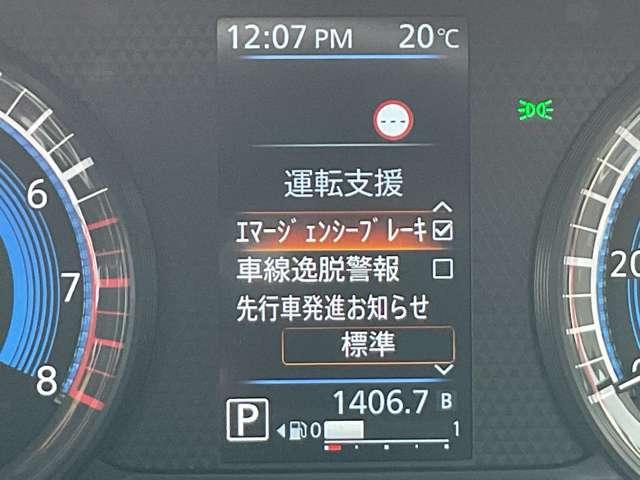 12:07 PM 20℃
---
運転支援
ｴﾏｰｼﾞｪﾝｼｰﾌﾞﾚｰｷ
6
車線逸脱警報
20
7
先行車発進お知らせ
標準
8
1406.7 B
P
0 1